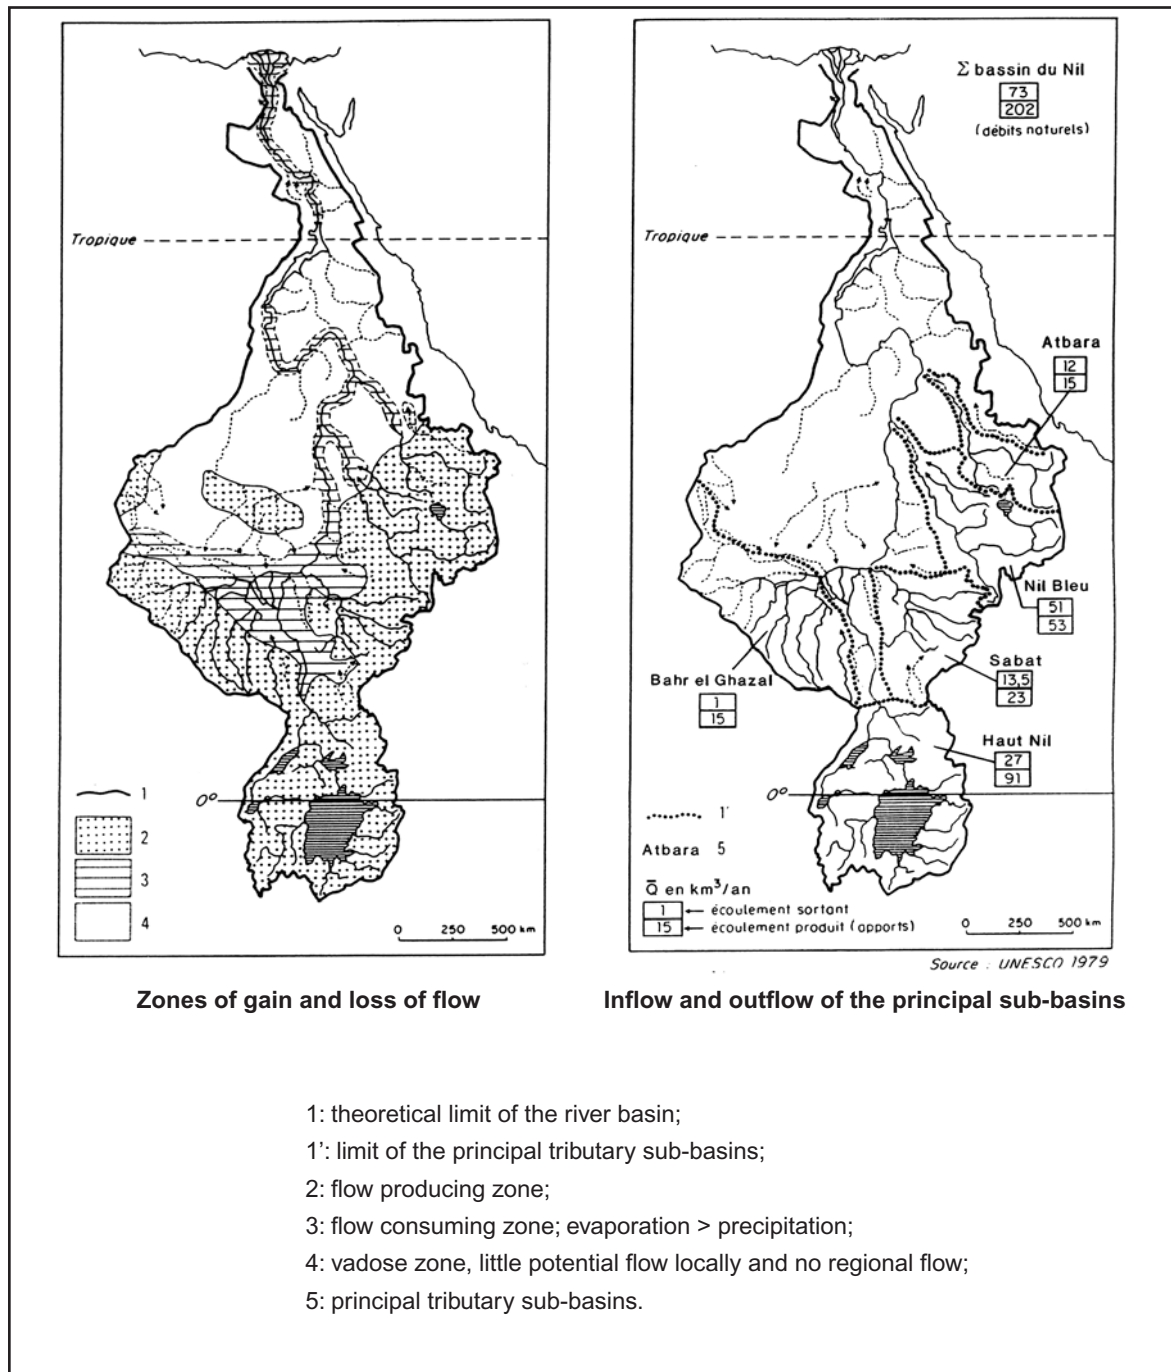 Tropique
0°
1
2
3
4
0 250 500 km
Σ bassin du Nil
73
202
(débits naturels)
Tropique
Atbara
12
15
Nil Bleu
51
53
Sabat
13,5
23
Bahr el Ghazal
1
15
Haut Nil
27
91
0°
1'
Atbara 5
Q̄ en km³/an
1 écoulement sortant
15 écoulement produit (apports)
0 250 500 km
Source : UNESCO 1979
Zones of gain and loss of flow
Inflow and outflow of the principal sub-basins
1: theoretical limit of the river basin;
1’: limit of the principal tributary sub-basins;
2: flow producing zone;
3: flow consuming zone; evaporation > precipitation;
4: vadose zone, little potential flow locally and no regional flow;
5: principal tributary sub-basins.